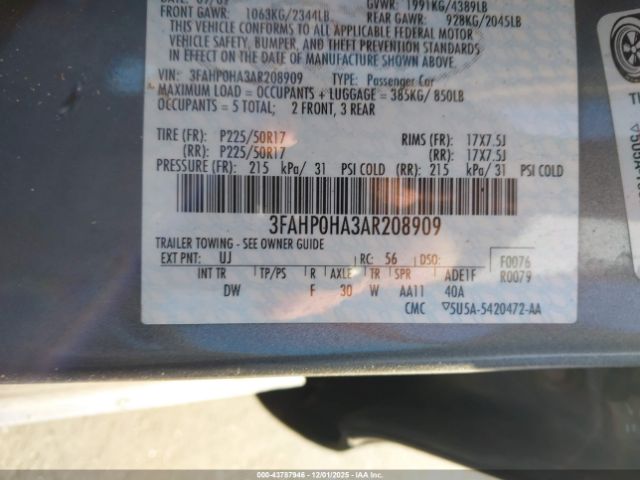 GVWR: 1991KG/4389LB
FRONT GAWR: 1063KG/2344LB REAR GAWR: 928KG/2045LB
THIS VEHICLE CONFORMS TO ALL APPLICABLE FEDERAL MOTOR
VEHICLE SAFETY, BUMPER, AND THEFT PREVENTION STANDARDS
IN EFFECT ON THE DATE OF MANUFACTURE SHOWN ABOVE.
VIN: 3FAHP0HA3AR208909 TYPE: Passenger Car
MAXIMUM LOAD = OCCUPANTS + LUGGAGE = 385KG/ 850LB
OCCUPANTS = 5 TOTAL; 2 FRONT, 3 REAR
TIRE (FR): P225/50R17 RIMS (FR): 17X7.5J
(RR): P225/50R17 (RR): 17X7.5J
PRESSURE (FR): 215 kPa/ 31 PSI COLD (RR): 215 kPa/ 31 PSI COLD
3FAHP0HA3AR208909
TRAILER TOWING - SEE OWNER GUIDE
EXT PNT: UJ RC: 56 DSO: F0076
R0079
INT TR TP/PS R AXLE TR SPR ADE1F
DW F 30 W AA11 40A
CMC ▽5U5A-5420472-AA
000-43787946 - 12/01/2025 - IAA, INC.